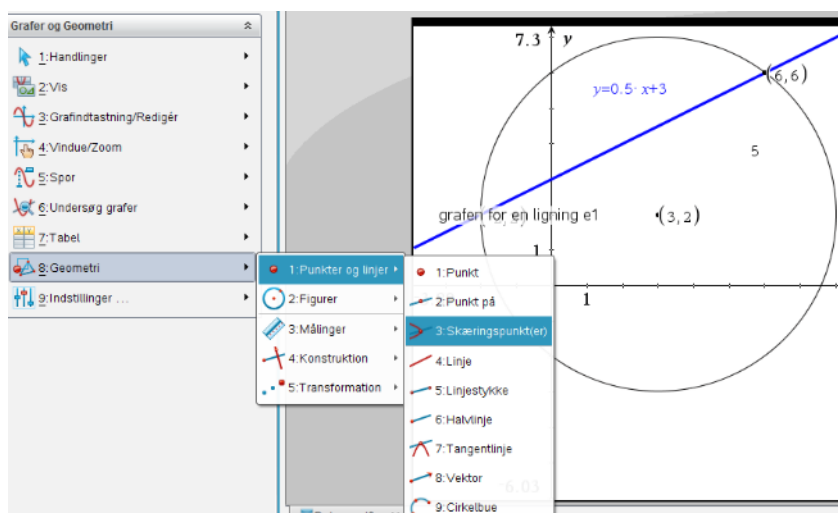 Grafer og Geometri
1:Handlinger
2:Vis
3:Grafindtastning/Redigér
4:Vindue/Zoom
5:Spor
6:Undersøg grafer
7:Tabel
8:Geometri
9:Indstillinger ...
1:Punkter og linjer
2:Figurer
3:Målinger
4:Konstruktion
5:Transformation
1:Punkt
2:Punkt på
3:Skæringspunkt(er)
4:Linje
5:Linjestykke
6:Halvlinje
7:Tangentlinje
8:Vektor
9:Cirkelbue
7.3 y
(6,6)
y=0.5· x+3
5
grafen for en ligning e1
(3,2)
1
1
-6.03